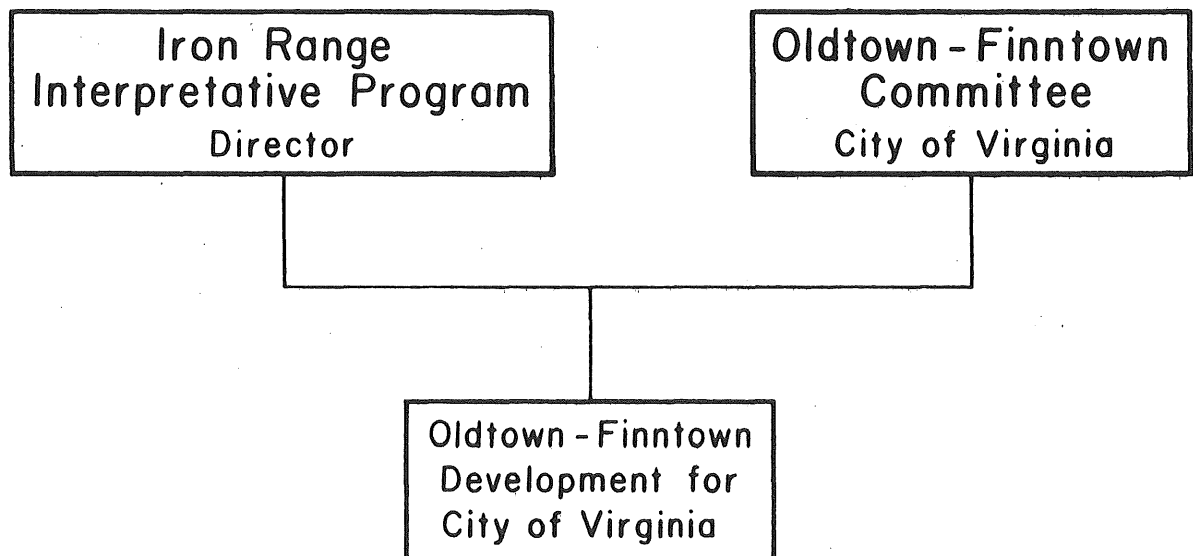 Iron Range
Interpretative Program
Director
Oldtown - Finntown
Committee
City of Virginia
Oldtown - Finntown
Development for
City of Virginia